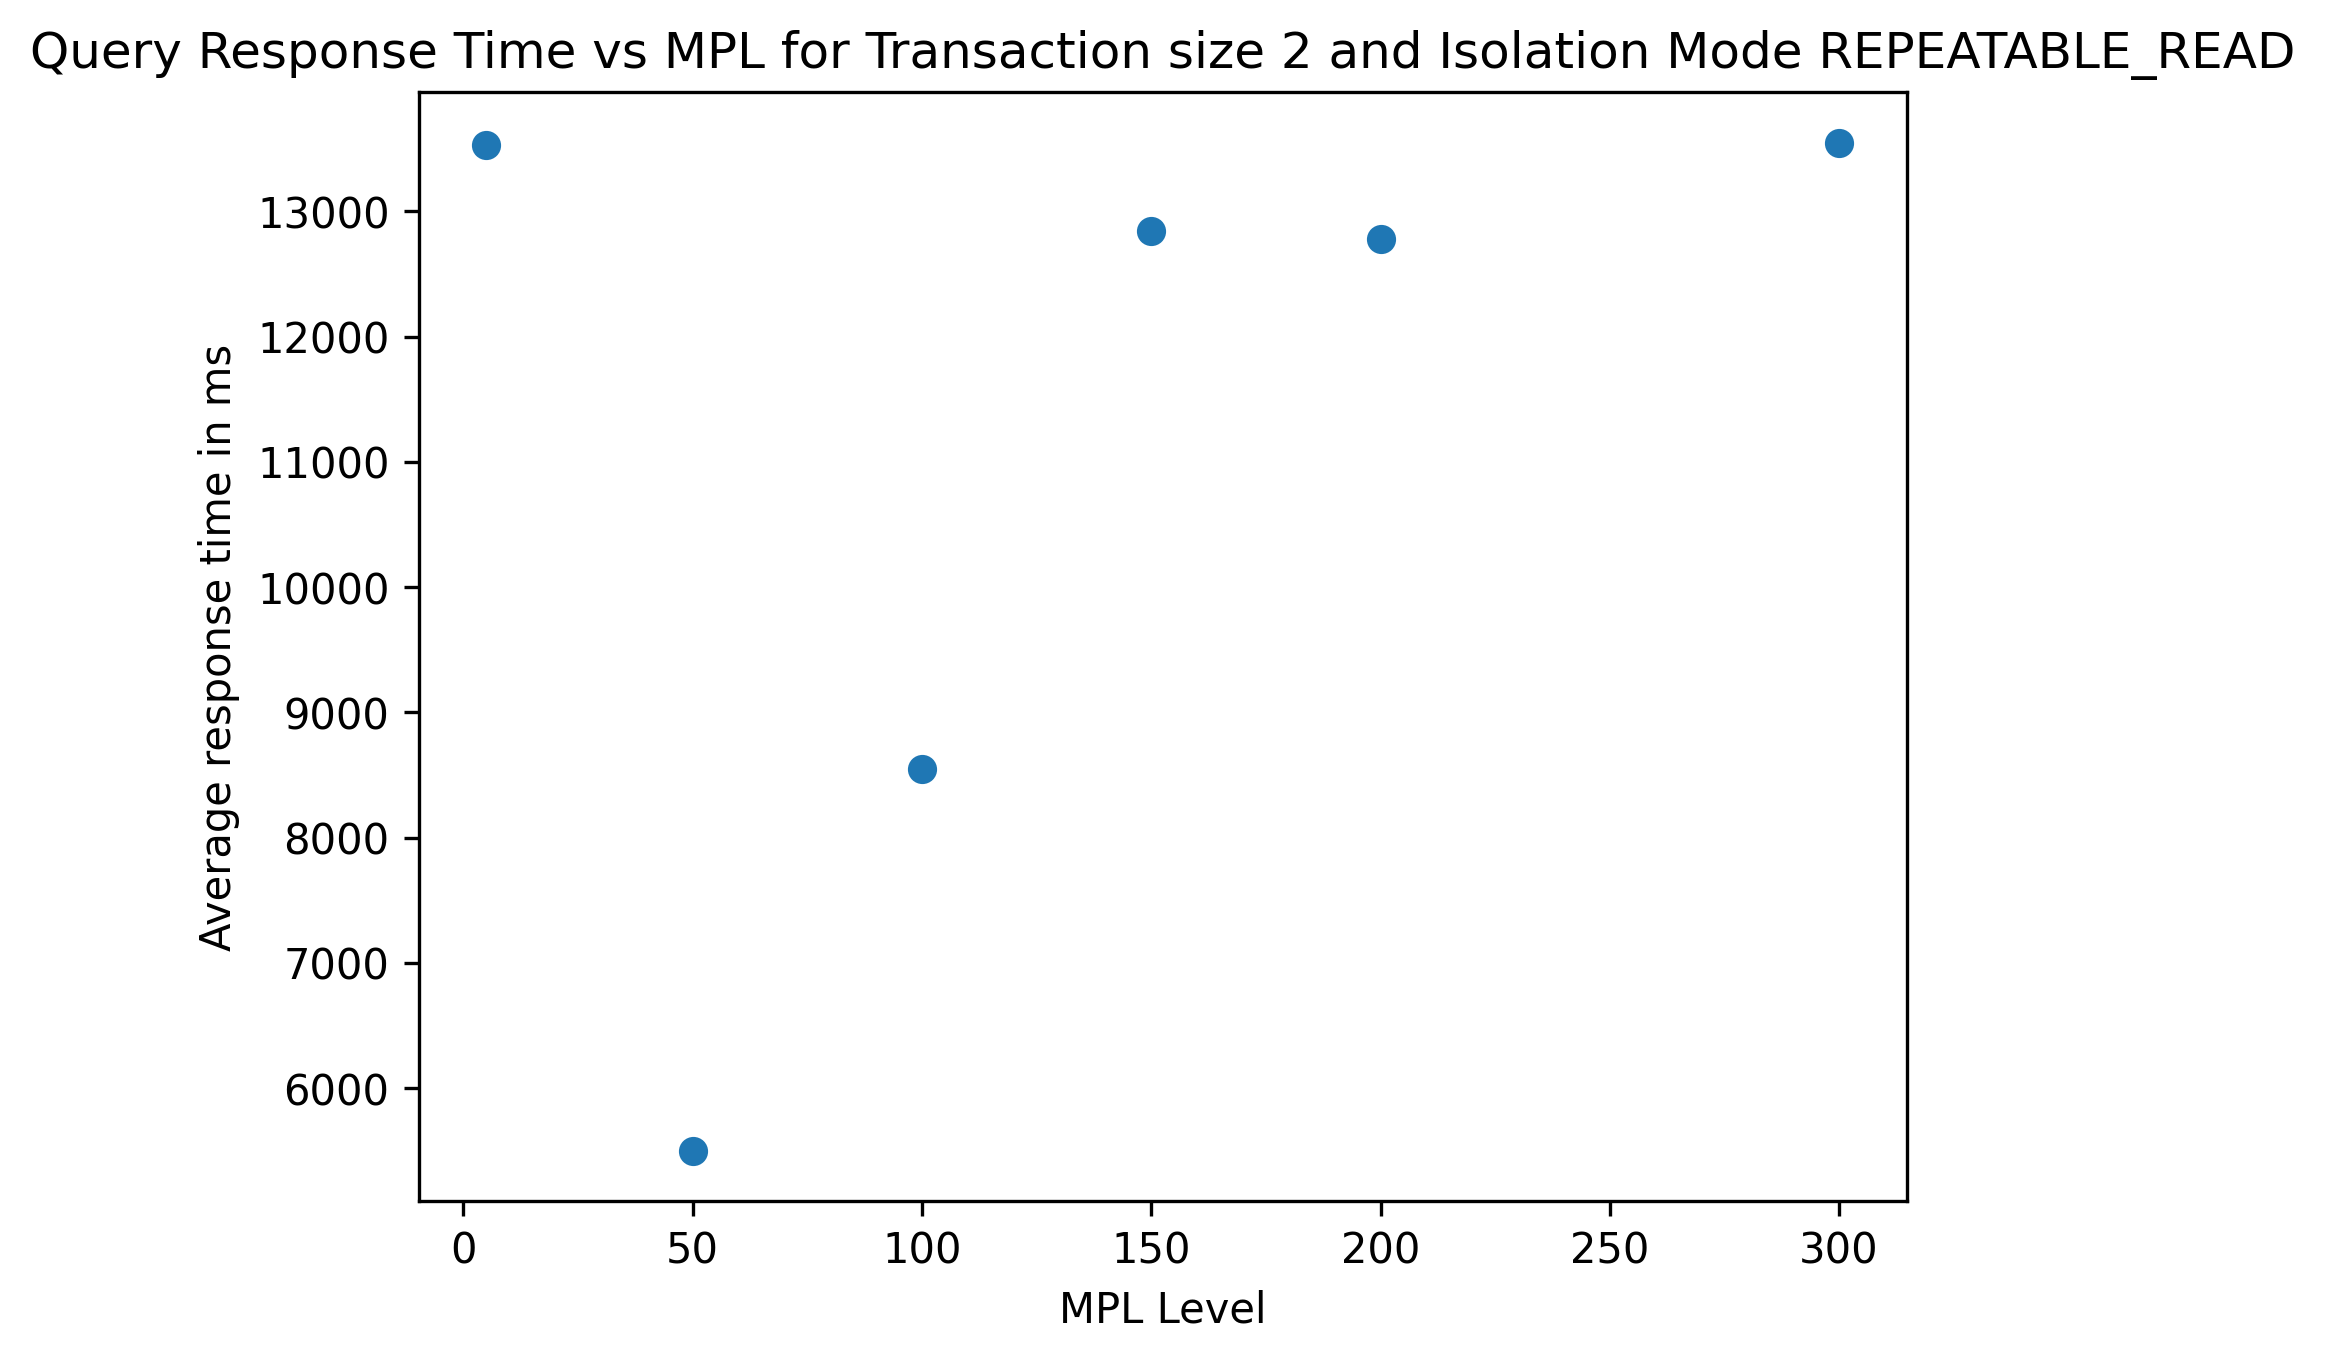 Query Response Time vs MPL for Transaction size 2 and Isolation Mode REPEATABLE_READ
Average response time in ms
13000
12000
11000
10000
9000
8000
7000
6000
0 50 100 150 200 250 300
MPL Level